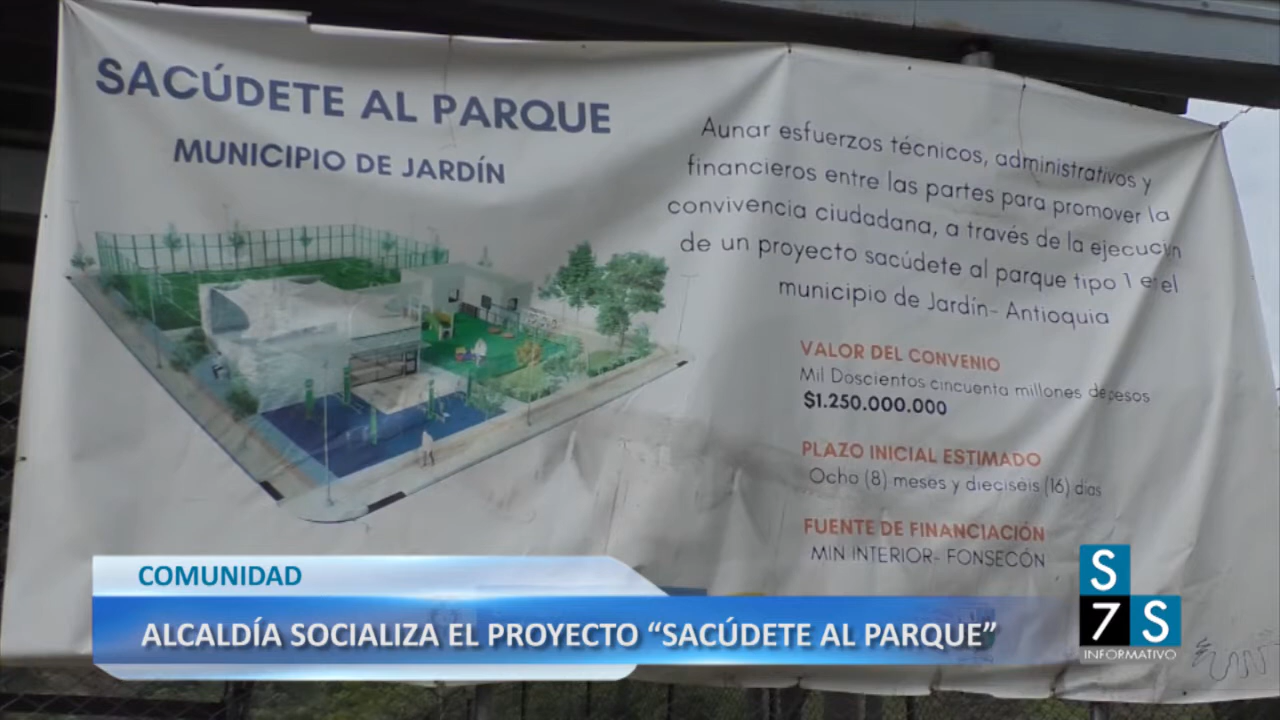 SACÚDETE AL PARQUE
MUNICIPIO DE JARDÍN
Aunar esfuerzos técnicos, administrativos y
financieros entre las partes para promover la
convivencia ciudadana, a través de la ejecución
de un proyecto sacúdete al parque tipo 1 en el
municipio de Jardín- Antioquia
VALOR DEL CONVENIO
Mil Doscientos cincuenta millones de pesos
$1.250.000.000
PLAZO INICIAL ESTIMADO
Ocho (8) meses y dieciséis (16) días
FUENTE DE FINANCIACIÓN
MIN INTERIOR- FONSECÓN
COMUNIDAD
ALCALDÍA SOCIALIZA EL PROYECTO “SACÚDETE AL PARQUE”
S
7 S
INFORMATIVO